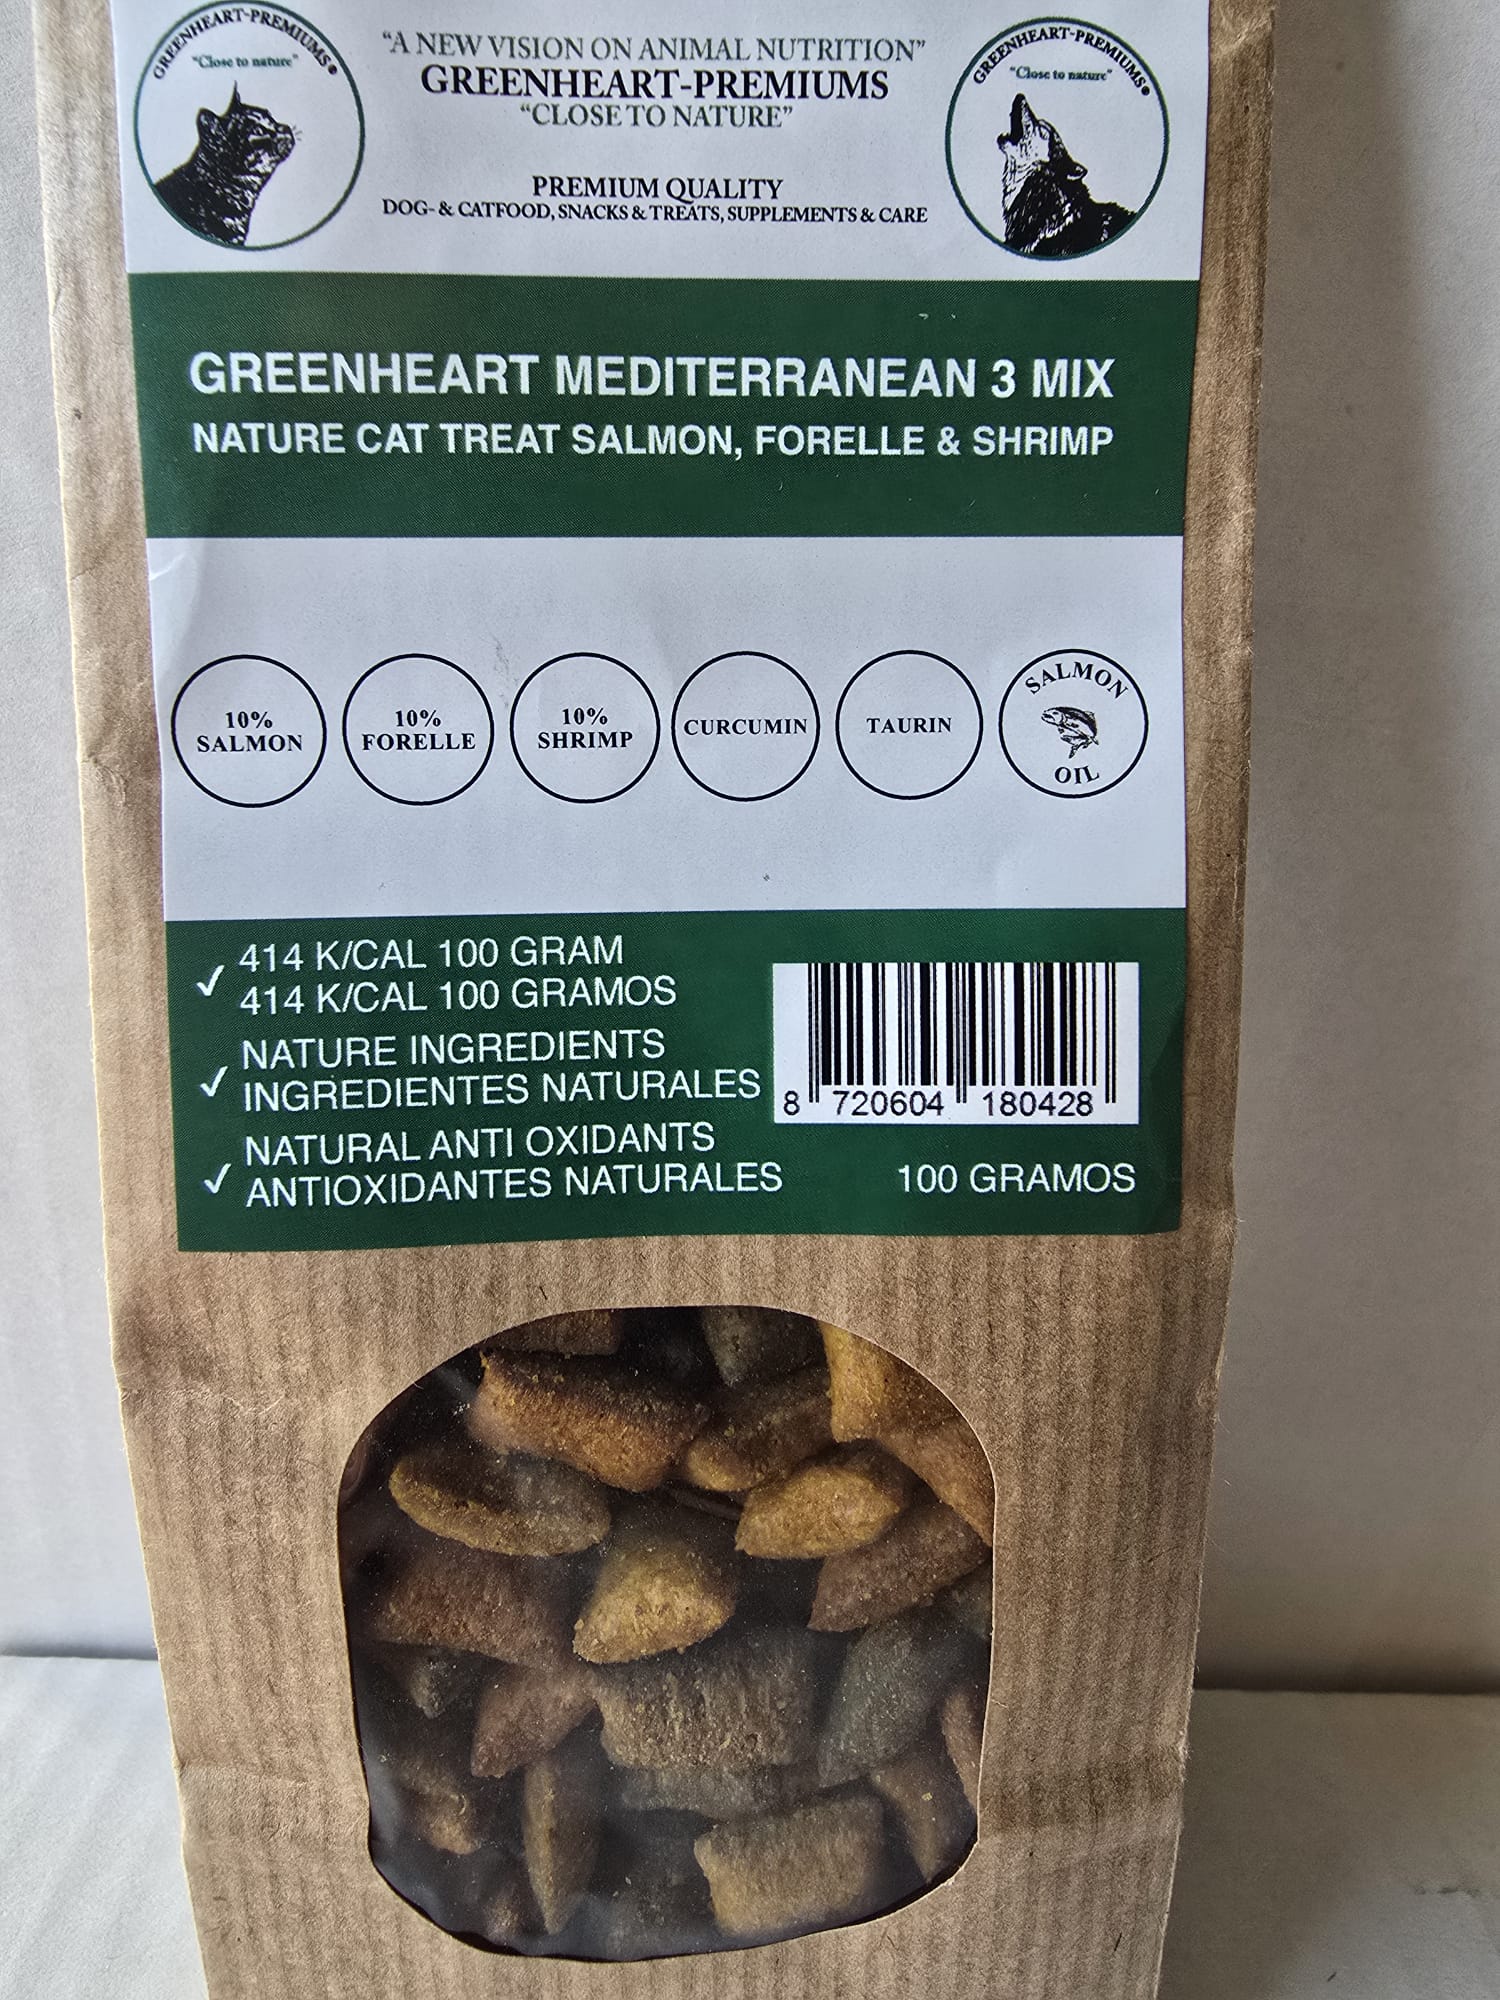 GREENHEART-PREMIUMS®
"Close to nature"
"A NEW VISION ON ANIMAL NUTRITION"
GREENHEART-PREMIUMS
"CLOSE TO NATURE"
PREMIUM QUALITY
DOG- & CATFOOD, SNACKS & TREATS, SUPPLEMENTS & CARE
GREENHEART-PREMIUMS®
"Close to nature"
GREENHEART MEDITERRANEAN 3 MIX
NATURE CAT TREAT SALMON, FORELLE & SHRIMP
10%
SALMON
10%
FORELLE
10%
SHRIMP
CURCUMIN
TAURIN
SALMON
OIL
414 K/CAL 100 GRAM
414 K/CAL 100 GRAMOS
NATURE INGREDIENTS
INGREDIENTES NATURALES
NATURAL ANTI OXIDANTS
ANTIOXIDANTES NATURALES
8 720604 180428
100 GRAMOS